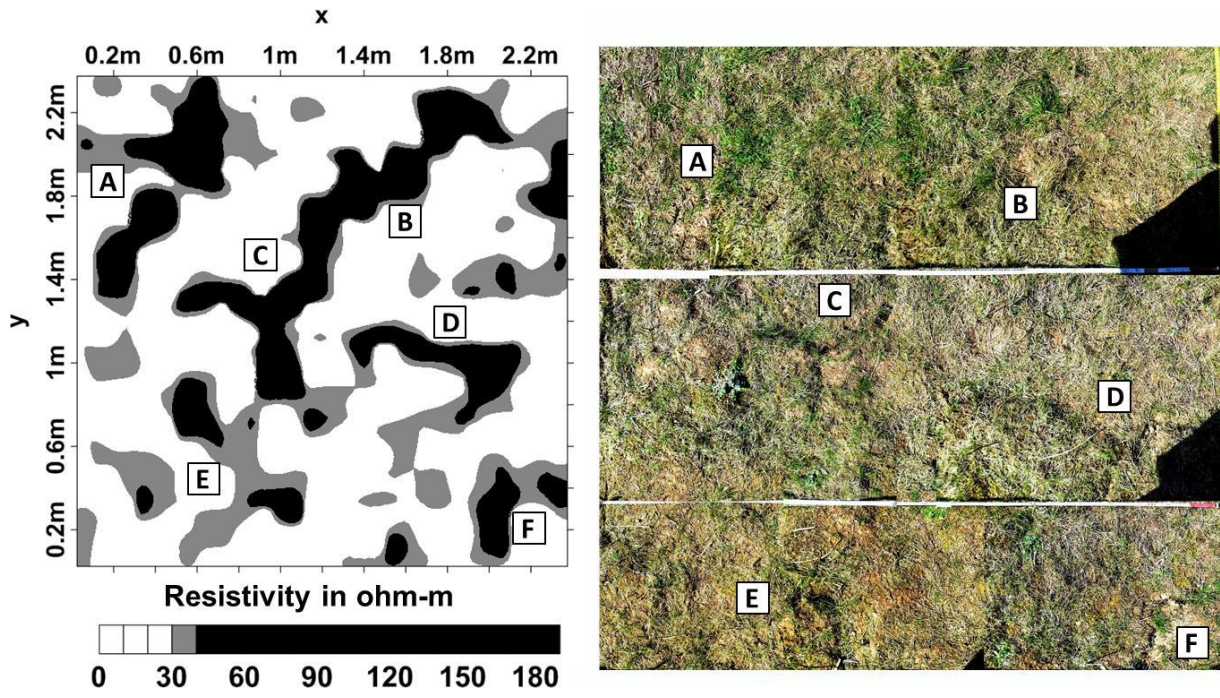 x
0.2m 0.6m 1m 1.4m 1.8m 2.2m
y
2.2m
1.8m
1.4m
1m
0.6m
0.2m
A
B
C
D
E
F
Resistivity in ohm-m
0 30 60 90 120 150 180
A
B
C
D
E
F